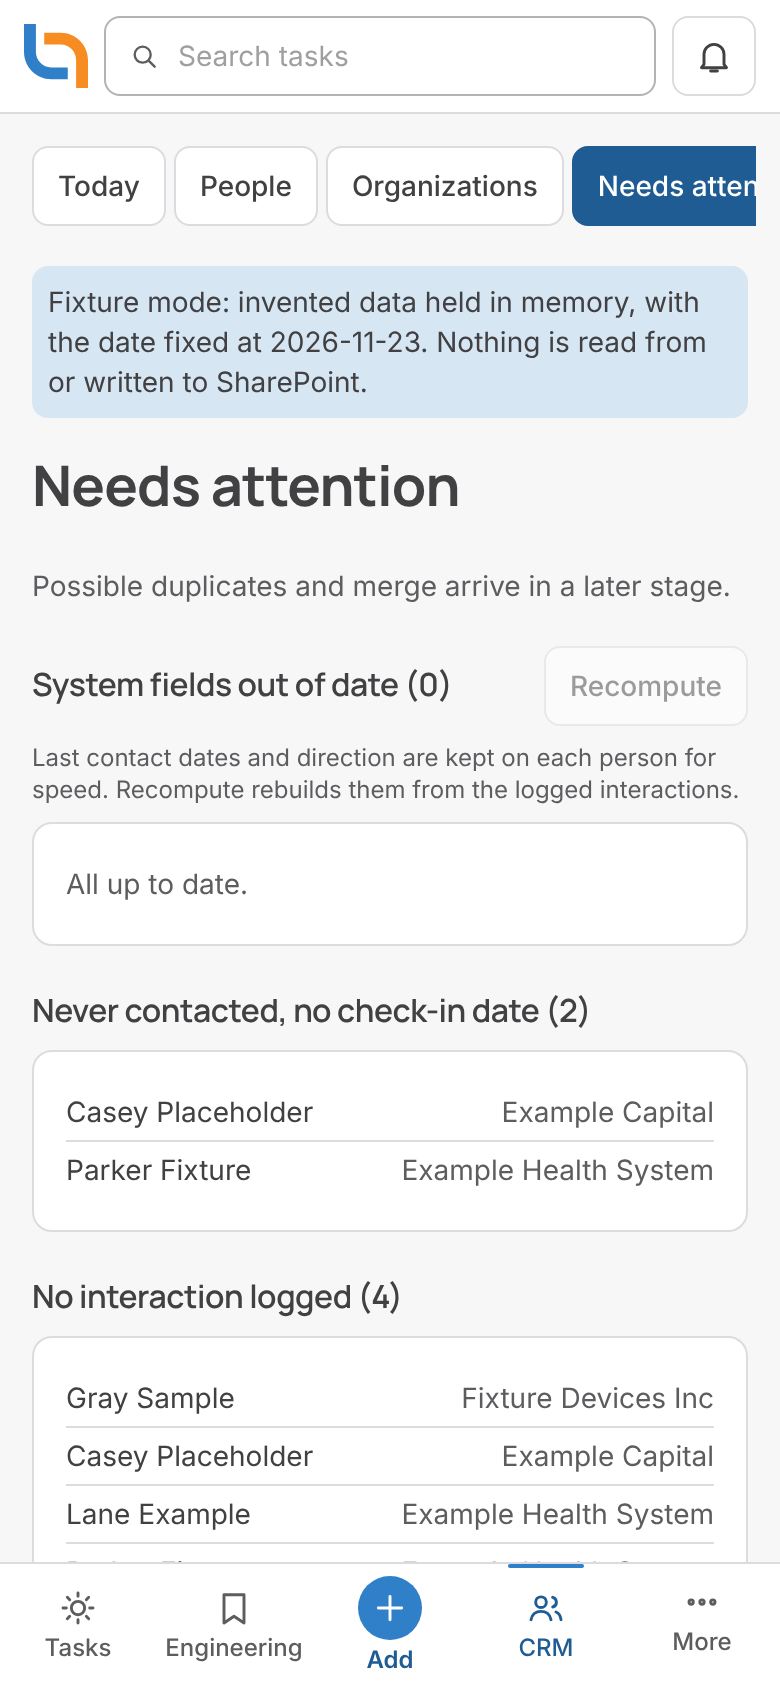 Search tasks
Today
People
Organizations
Needs atten
Fixture mode: invented data held in memory, with
the date fixed at 2026-11-23. Nothing is read from
or written to SharePoint.
Needs attention
Possible duplicates and merge arrive in a later stage.
System fields out of date (0)
Recompute
Last contact dates and direction are kept on each person for
speed. Recompute rebuilds them from the logged interactions.
All up to date.
Never contacted, no check-in date (2)
Casey Placeholder Example Capital
Parker Fixture Example Health System
No interaction logged (4)
Gray Sample Fixture Devices Inc
Casey Placeholder Example Capital
Lane Example Example Health System
Tasks
Engineering
Add
CRM
More